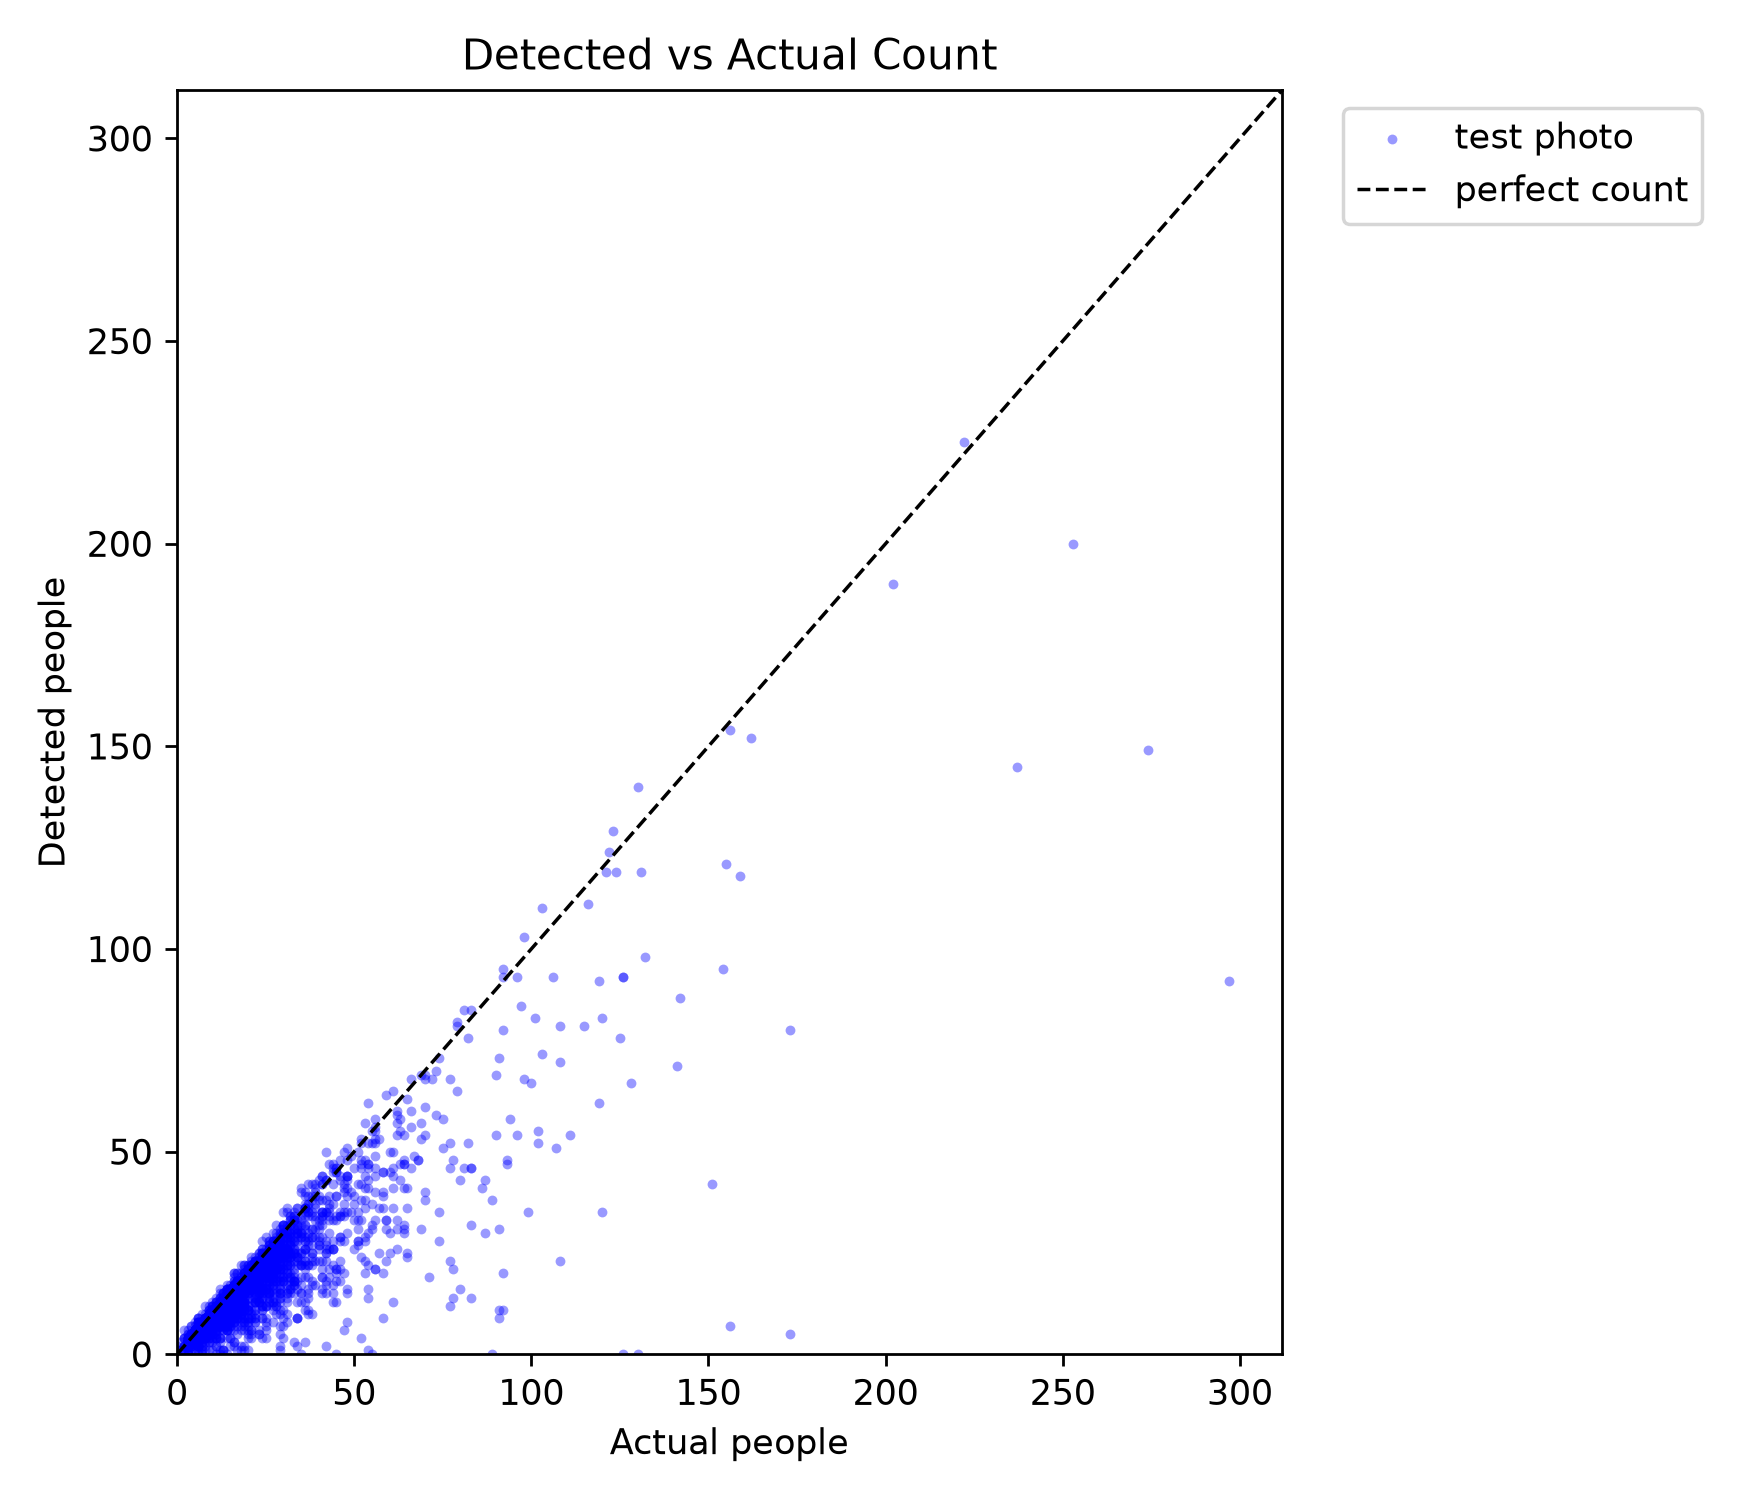 Detected vs Actual Count
test photo
perfect count
300
250
200
150
100
50
0
Detected people
0 50 100 150 200 250 300
Actual people